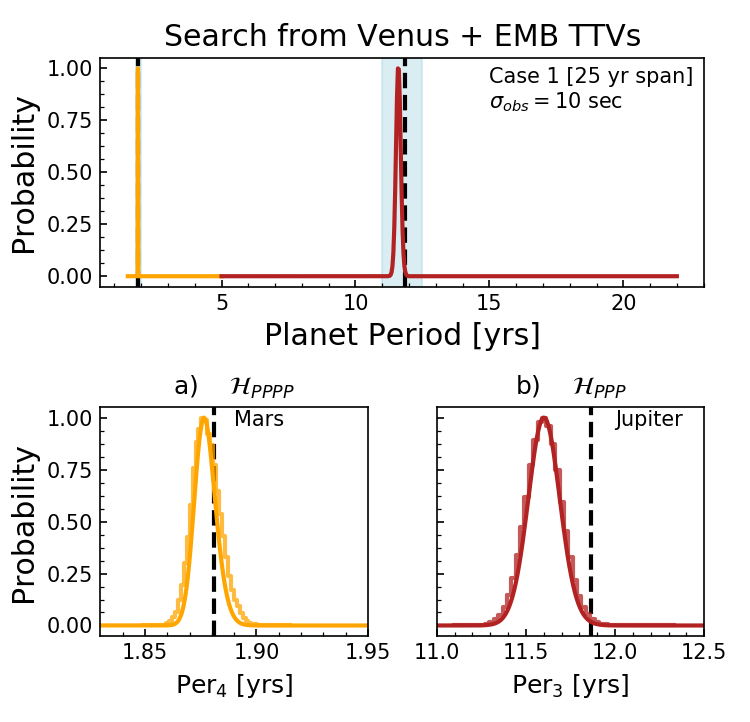 Search from Venus + EMB TTVs
Case 1 [25 yr span]
σ_obs = 10 sec
Probability
1.00
0.75
0.50
0.25
0.00
5 10 15 20
Planet Period [yrs]
a) ℋ_PPPP
Mars
Probability
1.00
0.75
0.50
0.25
0.00
1.85 1.90 1.95
Per₄ [yrs]
b) ℋ_PPP
Jupiter
11.0 11.5 12.0 12.5
Per₃ [yrs]